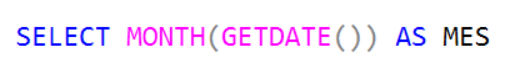 SELECT MONTH(GETDATE()) AS MES